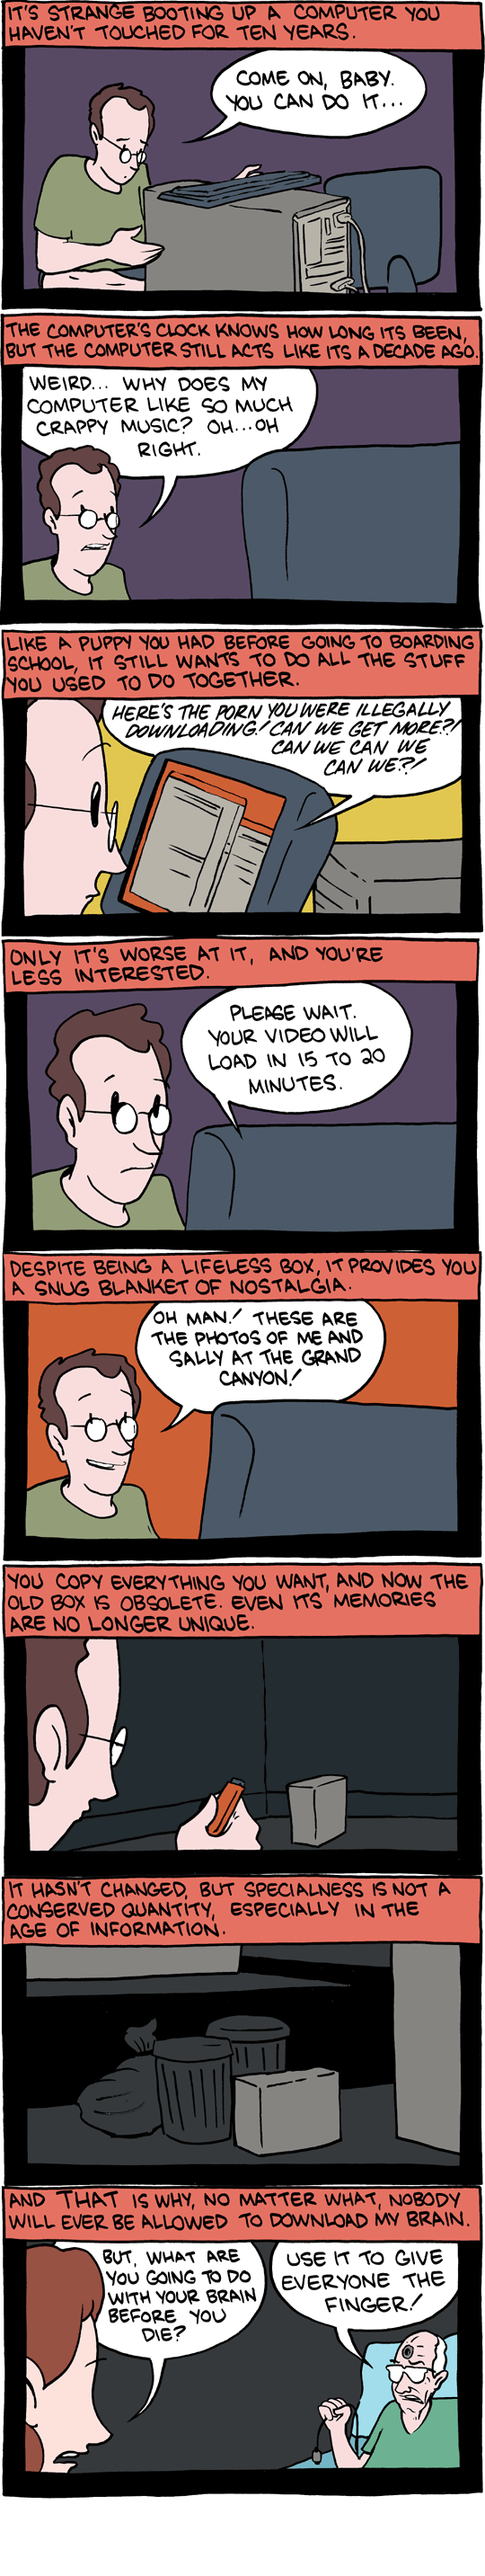 IT'S STRANGE BOOTING UP A COMPUTER YOU
HAVEN'T TOUCHED FOR TEN YEARS.
COME ON, BABY.
YOU CAN DO IT...
THE COMPUTER'S CLOCK KNOWS HOW LONG ITS BEEN,
BUT THE COMPUTER STILL ACTS LIKE ITS A DECADE AGO.
WEIRD... WHY DOES MY
COMPUTER LIKE SO MUCH
CRAPPY MUSIC? OH...OH
RIGHT.
LIKE A PUPPY YOU HAD BEFORE GOING TO BOARDING
SCHOOL, IT STILL WANTS TO DO ALL THE STUFF
YOU USED TO DO TOGETHER.
HERE'S THE PORN YOU WERE ILLEGALLY
DOWNLOADING! CAN WE GET MORE?!
CAN WE CAN WE
CAN WE?!
ONLY IT'S WORSE AT IT, AND YOU'RE
LESS INTERESTED.
PLEASE WAIT.
YOUR VIDEO WILL
LOAD IN 15 TO 20
MINUTES.
DESPITE BEING A LIFELESS BOX, IT PROVIDES YOU
A SNUG BLANKET OF NOSTALGIA.
OH MAN! THESE ARE
THE PHOTOS OF ME AND
SALLY AT THE GRAND
CANYON!
YOU COPY EVERYTHING YOU WANT, AND NOW THE
OLD BOX IS OBSOLETE. EVEN ITS MEMORIES
ARE NO LONGER UNIQUE.
IT HASN'T CHANGED, BUT SPECIALNESS IS NOT A
CONSERVED QUANTITY, ESPECIALLY IN THE
AGE OF INFORMATION.
AND THAT IS WHY, NO MATTER WHAT, NOBODY
WILL EVER BE ALLOWED TO DOWNLOAD MY BRAIN.
BUT, WHAT ARE
YOU GOING TO DO
WITH YOUR BRAIN
BEFORE YOU
DIE?
USE IT TO GIVE
EVERYONE THE
FINGER!